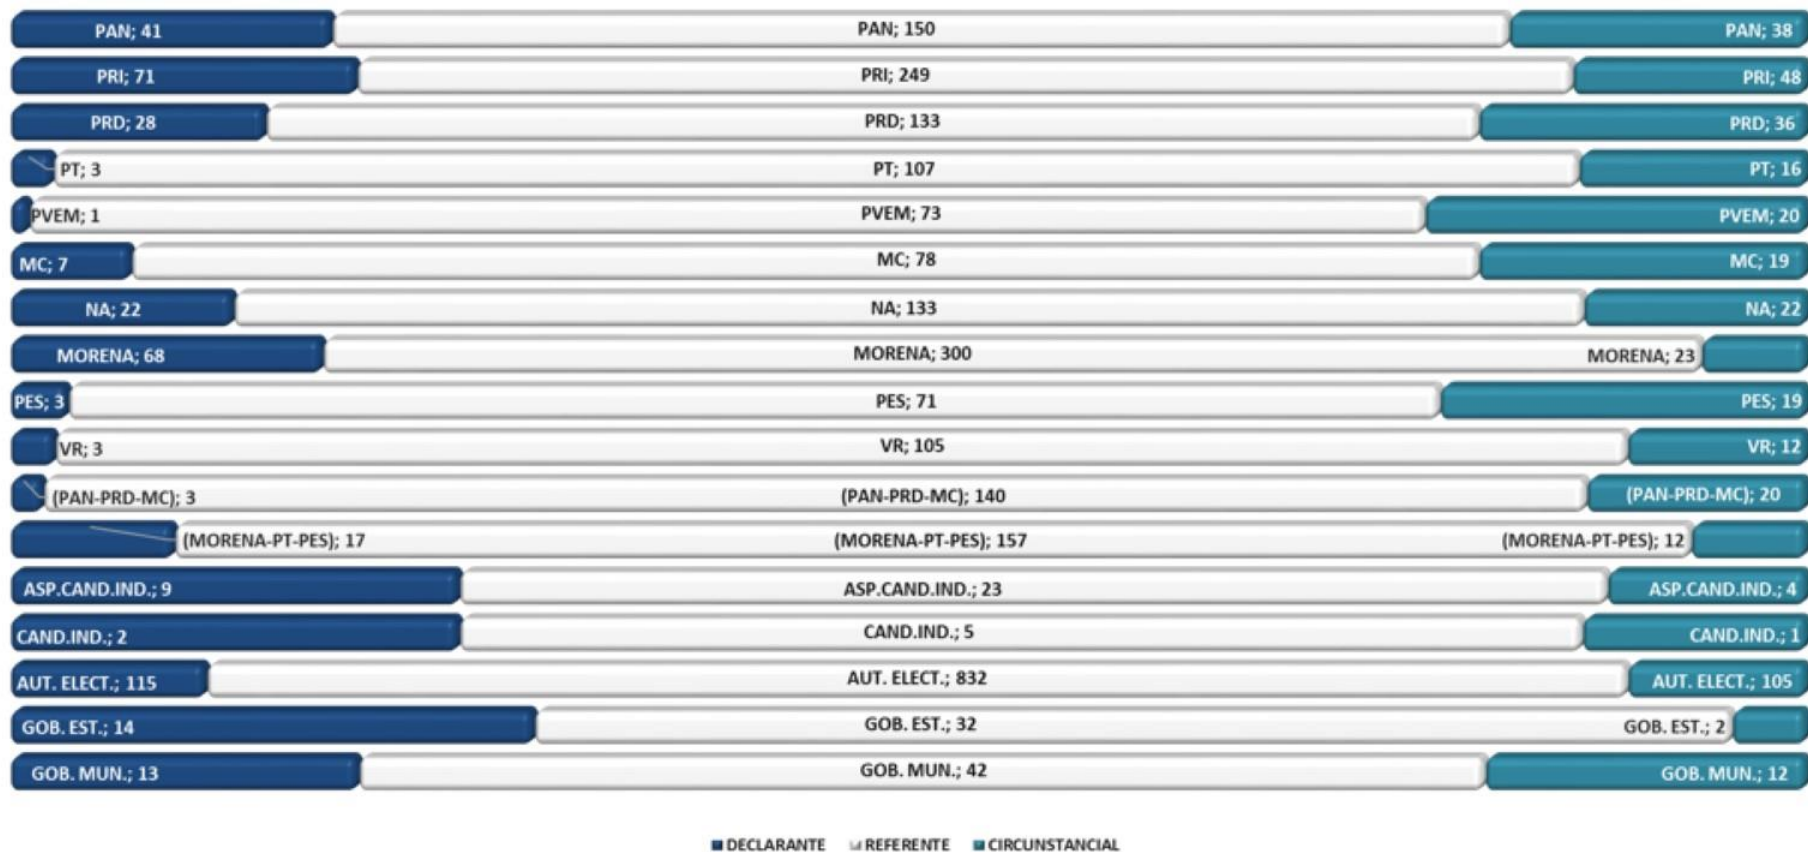 PAN; 41 PAN; 150 PAN; 38
PRI; 71 PRI; 249 PRI; 48
PRD; 28 PRD; 133 PRD; 36
PT; 3 PT; 107 PT; 16
PVEM; 1 PVEM; 73 PVEM; 20
MC; 7 MC; 78 MC; 19
NA; 22 NA; 133 NA; 22
MORENA; 68 MORENA; 300 MORENA; 23
PES; 3 PES; 71 PES; 19
VR; 3 VR; 105 VR; 12
(PAN-PRD-MC); 3 (PAN-PRD-MC); 140 (PAN-PRD-MC); 20
(MORENA-PT-PES); 17 (MORENA-PT-PES); 157 (MORENA-PT-PES); 12
ASP.CAND.IND.; 9 ASP.CAND.IND.; 23 ASP.CAND.IND.; 4
CAND.IND.; 2 CAND.IND.; 5 CAND.IND.; 1
AUT. ELECT.; 115 AUT. ELECT.; 832 AUT. ELECT.; 105
GOB. EST.; 14 GOB. EST.; 32 GOB. EST.; 2
GOB. MUN.; 13 GOB. MUN.; 42 GOB. MUN.; 12
DECLARANTE REFERENTE CIRCUNSTANCIAL